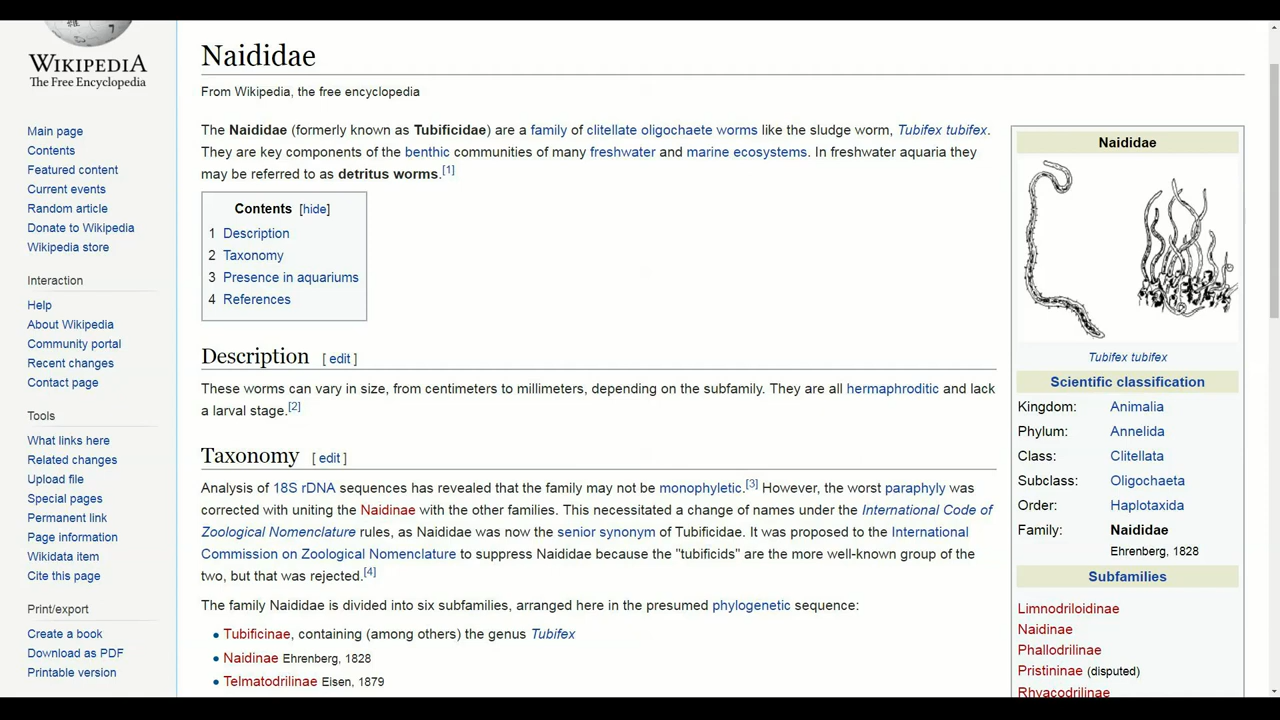 WIKIPEDIA
The Free Encyclopedia
Main page
Contents
Featured content
Current events
Random article
Donate to Wikipedia
Wikipedia store
Interaction
Help
About Wikipedia
Community portal
Recent changes
Contact page
Tools
What links here
Related changes
Upload file
Special pages
Permanent link
Page information
Wikidata item
Cite this page
Print/export
Create a book
Download as PDF
Printable version
Naididae
From Wikipedia, the free encyclopedia
The Naididae (formerly known as Tubificidae) are a family of clitellate oligochaete worms like the sludge worm, Tubifex tubifex.
They are key components of the benthic communities of many freshwater and marine ecosystems. In freshwater aquaria they
may be referred to as detritus worms.[1]
Contents [hide]
1 Description
2 Taxonomy
3 Presence in aquariums
4 References
Description [ edit ]
These worms can vary in size, from centimeters to millimeters, depending on the subfamily. They are all hermaphroditic and lack
a larval stage.[2]
Taxonomy [ edit ]
Analysis of 18S rDNA sequences has revealed that the family may not be monophyletic.[3] However, the worst paraphyly was
corrected with uniting the Naidinae with the other families. This necessitated a change of names under the International Code of
Zoological Nomenclature rules, as Naididae was now the senior synonym of Tubificidae. It was proposed to the International
Commission on Zoological Nomenclature to suppress Naididae because the "tubificids" are the more well-known group of the
two, but that was rejected.[4]
The family Naididae is divided into six subfamilies, arranged here in the presumed phylogenetic sequence:
• Tubificinae, containing (among others) the genus Tubifex
• Naidinae Ehrenberg, 1828
• Telmatodrilinae Eisen, 1879
Naididae
Tubifex tubifex
Scientific classification
Kingdom: Animalia
Phylum: Annelida
Class: Clitellata
Subclass: Oligochaeta
Order: Haplotaxida
Family: Naididae
Ehrenberg, 1828
Subfamilies
Limnodriloidinae
Naidinae
Phallodrilinae
Pristininae (disputed)
Rhyacodrilinae